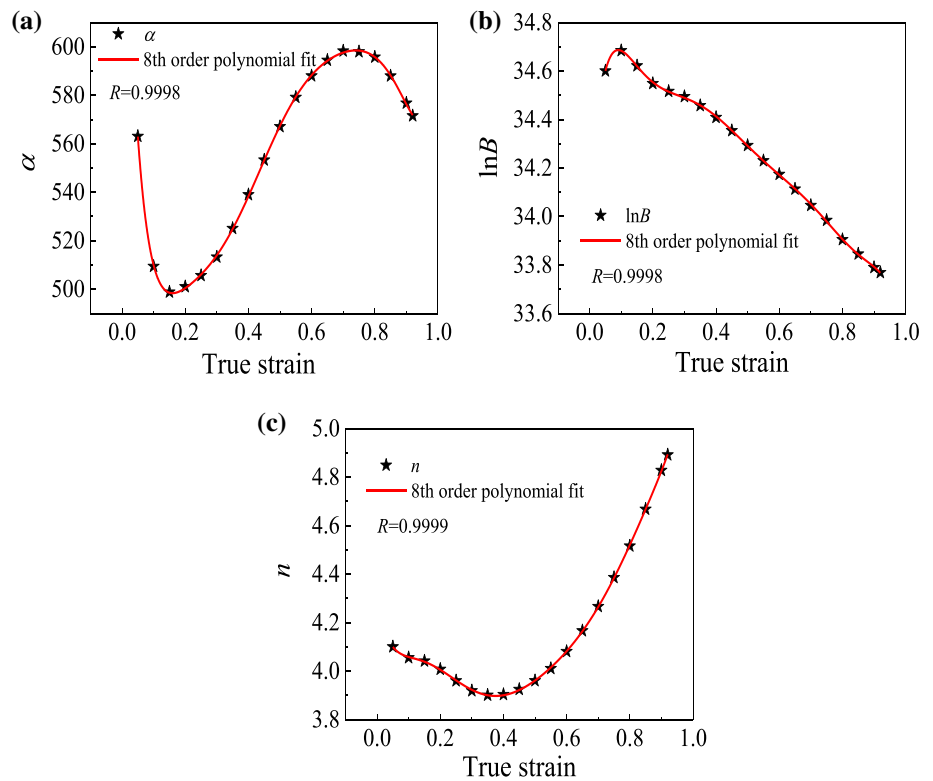 (a)
600
580
560
540
520
500
α
α
8th order polynomial fit
R=0.9998
0.0 0.2 0.4 0.6 0.8 1.0
True strain
(b)
34.8
34.6
34.4
34.2
34.0
33.8
33.6
lnB
lnB
8th order polynomial fit
R=0.9998
0.0 0.2 0.4 0.6 0.8 1.0
True strain
(c)
5.0
4.8
4.6
4.4
4.2
4.0
3.8
n
n
8th order polynomial fit
R=0.9999
0.0 0.2 0.4 0.6 0.8 1.0
True strain